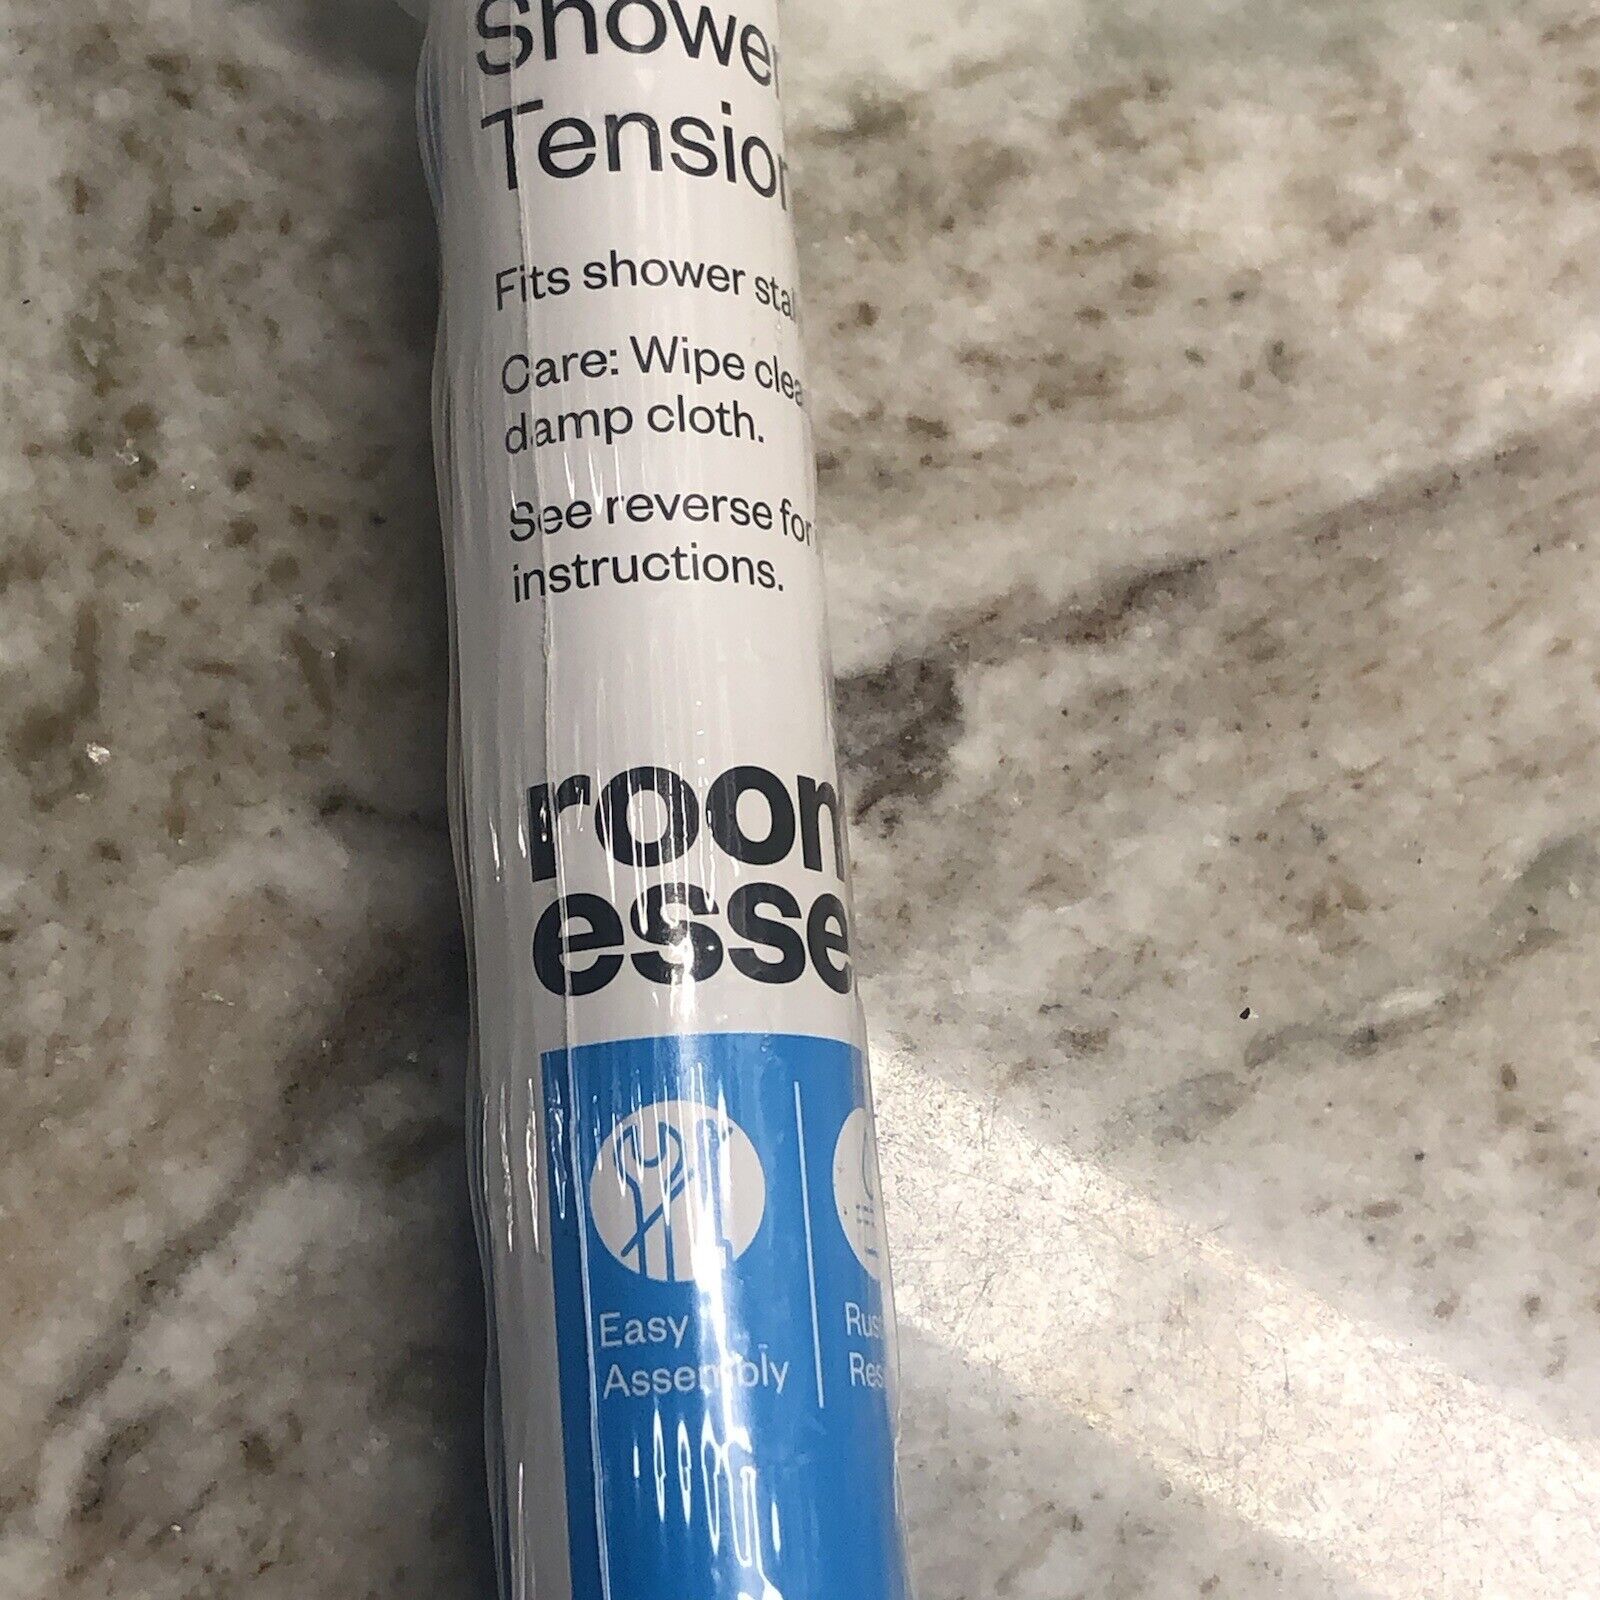 Shower
Tension
Fits shower stal
Care: Wipe clea
damp cloth.
See reverse for
instructions.
room
esse
Easy
Assembly
Rus
Res